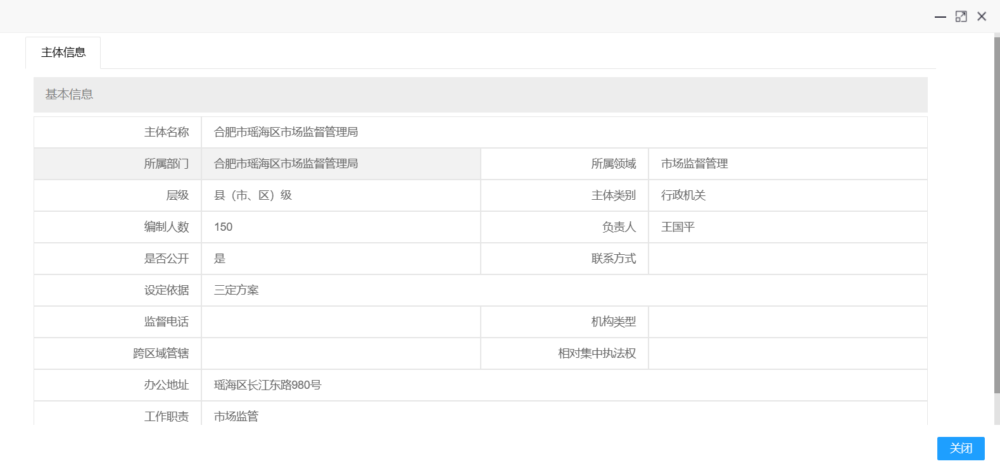 主体信息
基本信息
主体名称 合肥市瑶海区市场监督管理局
所属部门 合肥市瑶海区市场监督管理局 所属领域 市场监督管理
层级 县（市、区）级 主体类别 行政机关
编制人数 150 负责人 王国平
是否公开 是 联系方式
设定依据 三定方案
监督电话 机构类型
跨区域管辖 相对集中执法权
办公地址 瑶海区长江东路980号
工作职责 市场监管
关闭